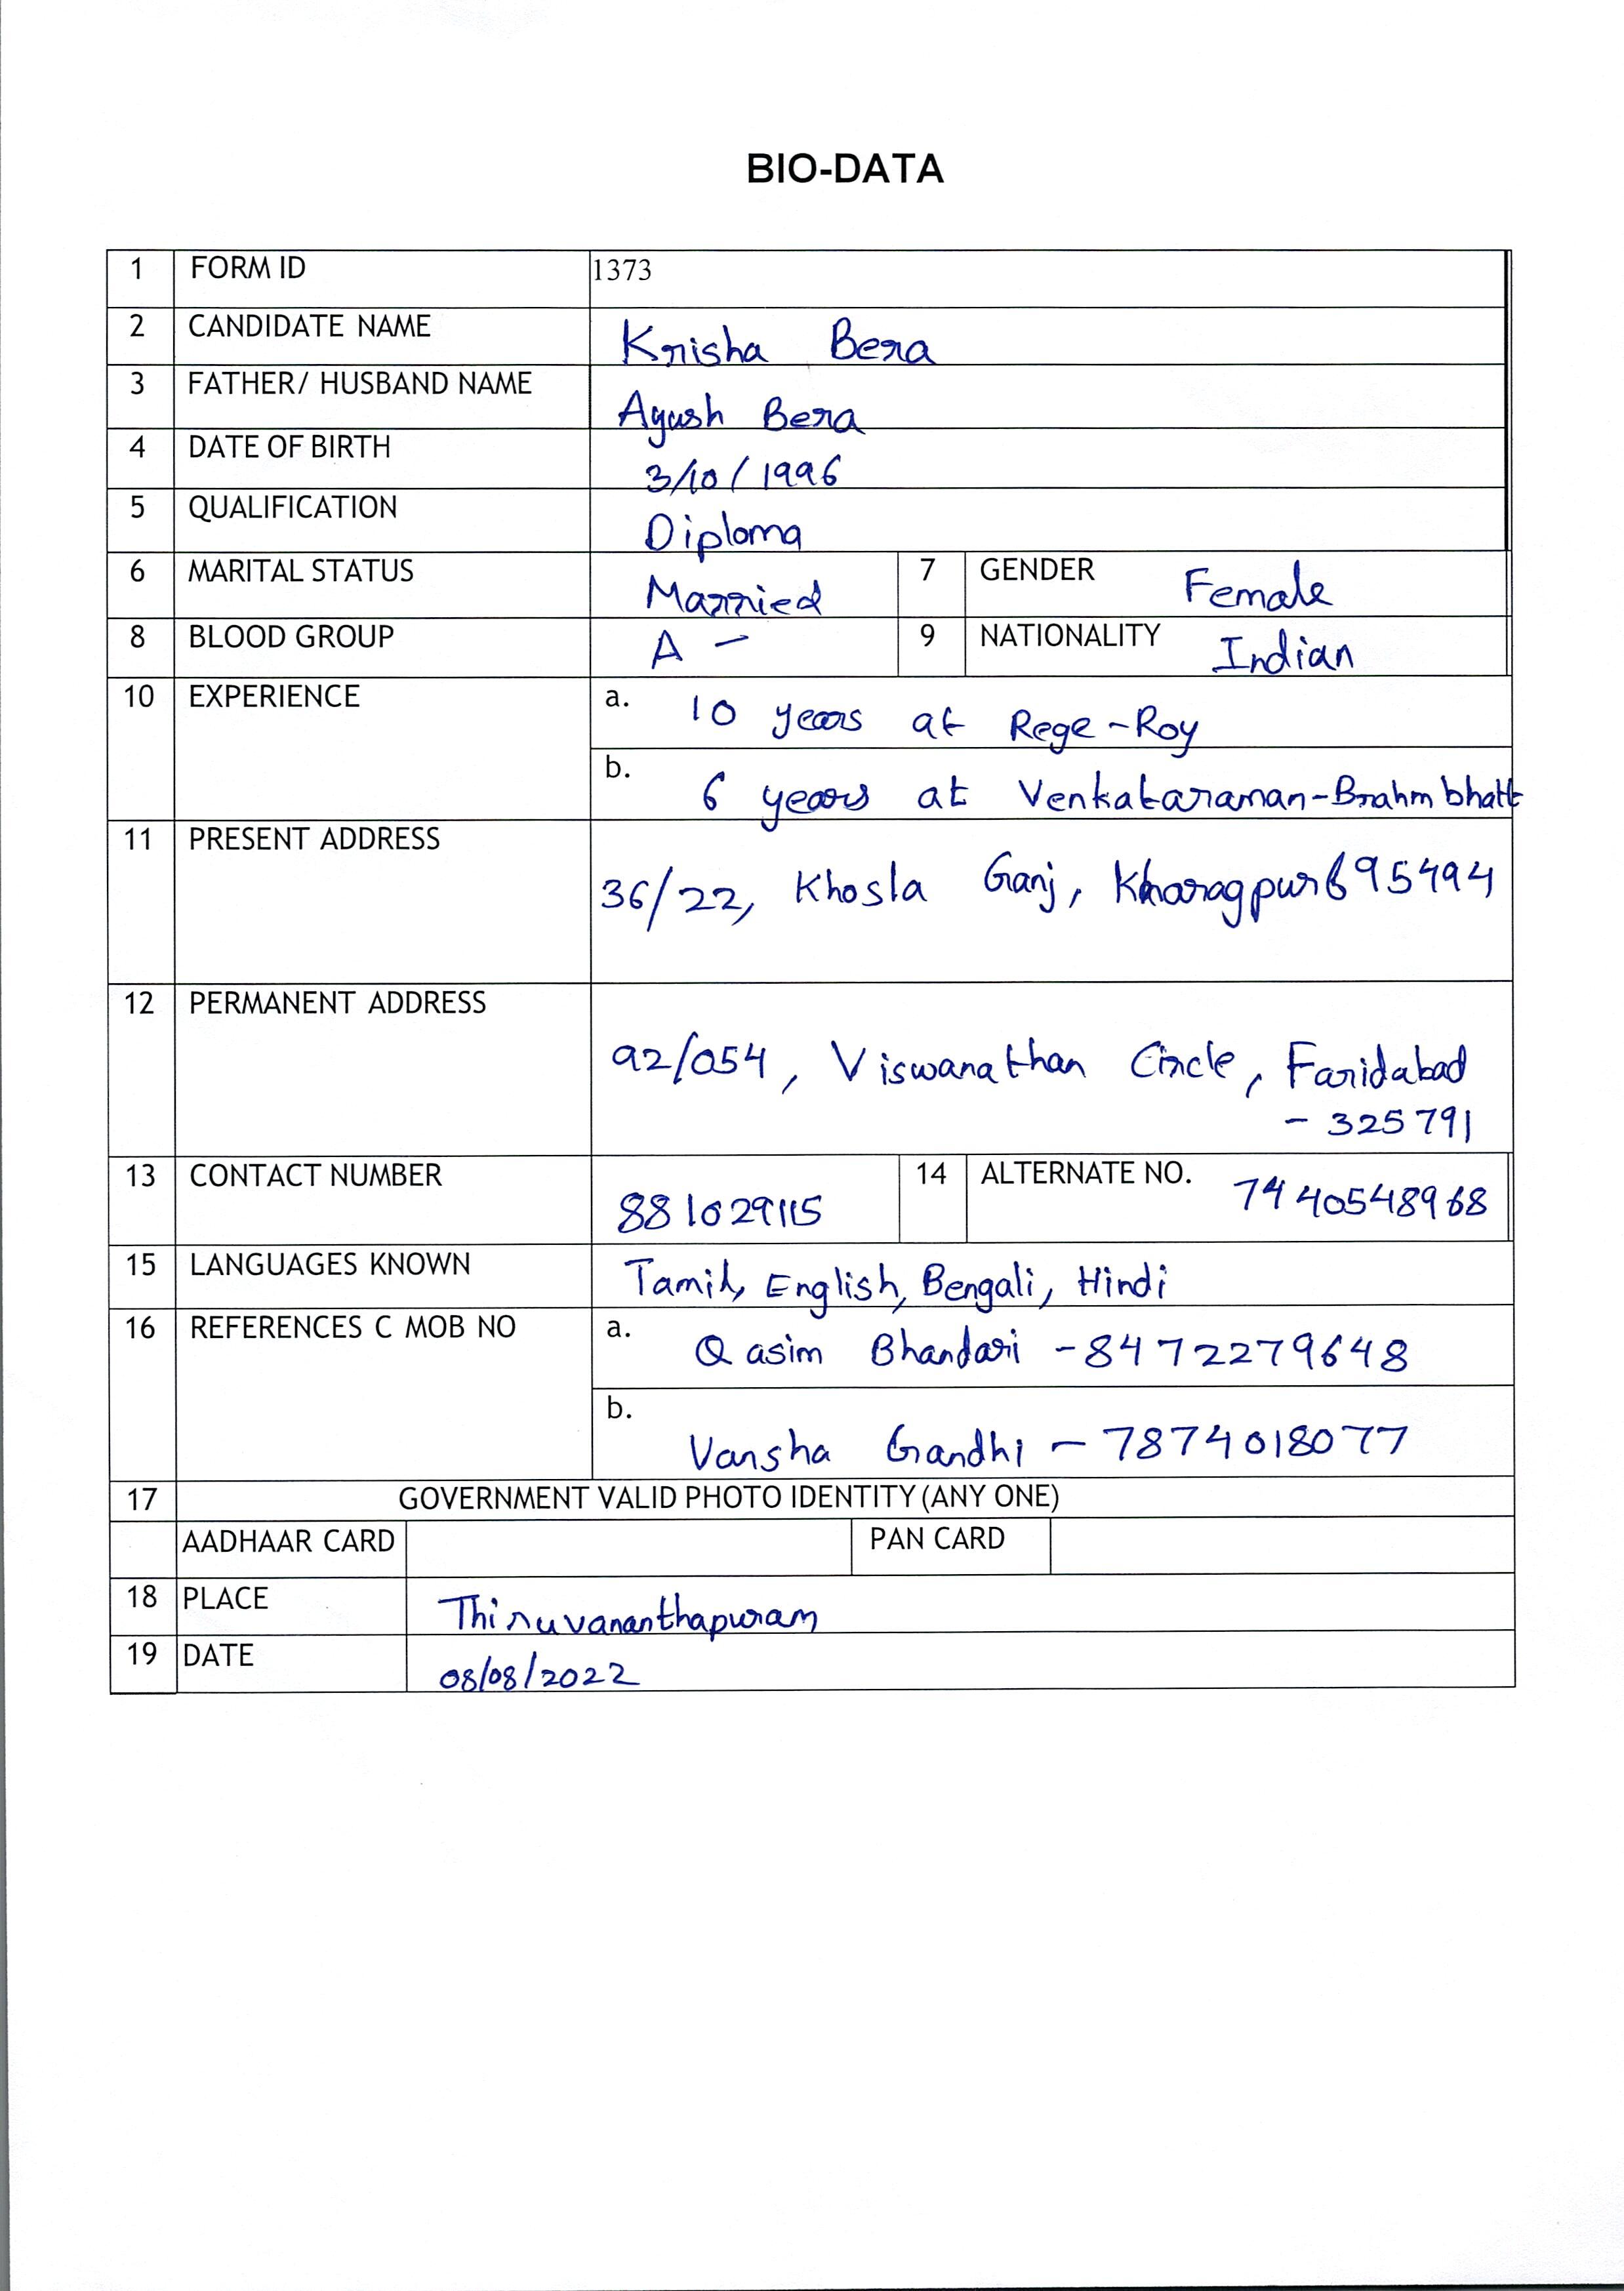 BIO-DATA
1 FORM ID 1373
2 CANDIDATE NAME Krisha Bera
3 FATHER/ HUSBAND NAME Ayush Bera
4 DATE OF BIRTH 3/10/1996
5 QUALIFICATION Diploma
6 MARITAL STATUS Married 7 GENDER Female
8 BLOOD GROUP A - 9 NATIONALITY Indian
10 EXPERIENCE a. 10 years at Rege-Roy
b. 6 years at Venkataraman-Brahmbhatt
11 PRESENT ADDRESS
36/22, Khosla Ganj, Kharagpur 695494
12 PERMANENT ADDRESS
92/054, Viswanathan Circle, Faridabad
- 325791
13 CONTACT NUMBER 881029115 14 ALTERNATE NO. 7440548968
15 LANGUAGES KNOWN Tamil, English, Bengali, Hindi
16 REFERENCES C MOB NO a. Qasim Bhandari - 8472279648
b. Varsha Gandhi - 7874018077
17 GOVERNMENT VALID PHOTO IDENTITY (ANY ONE)
AADHAAR CARD PAN CARD
18 PLACE Thiruvananthapuram
19 DATE 08/08/2022